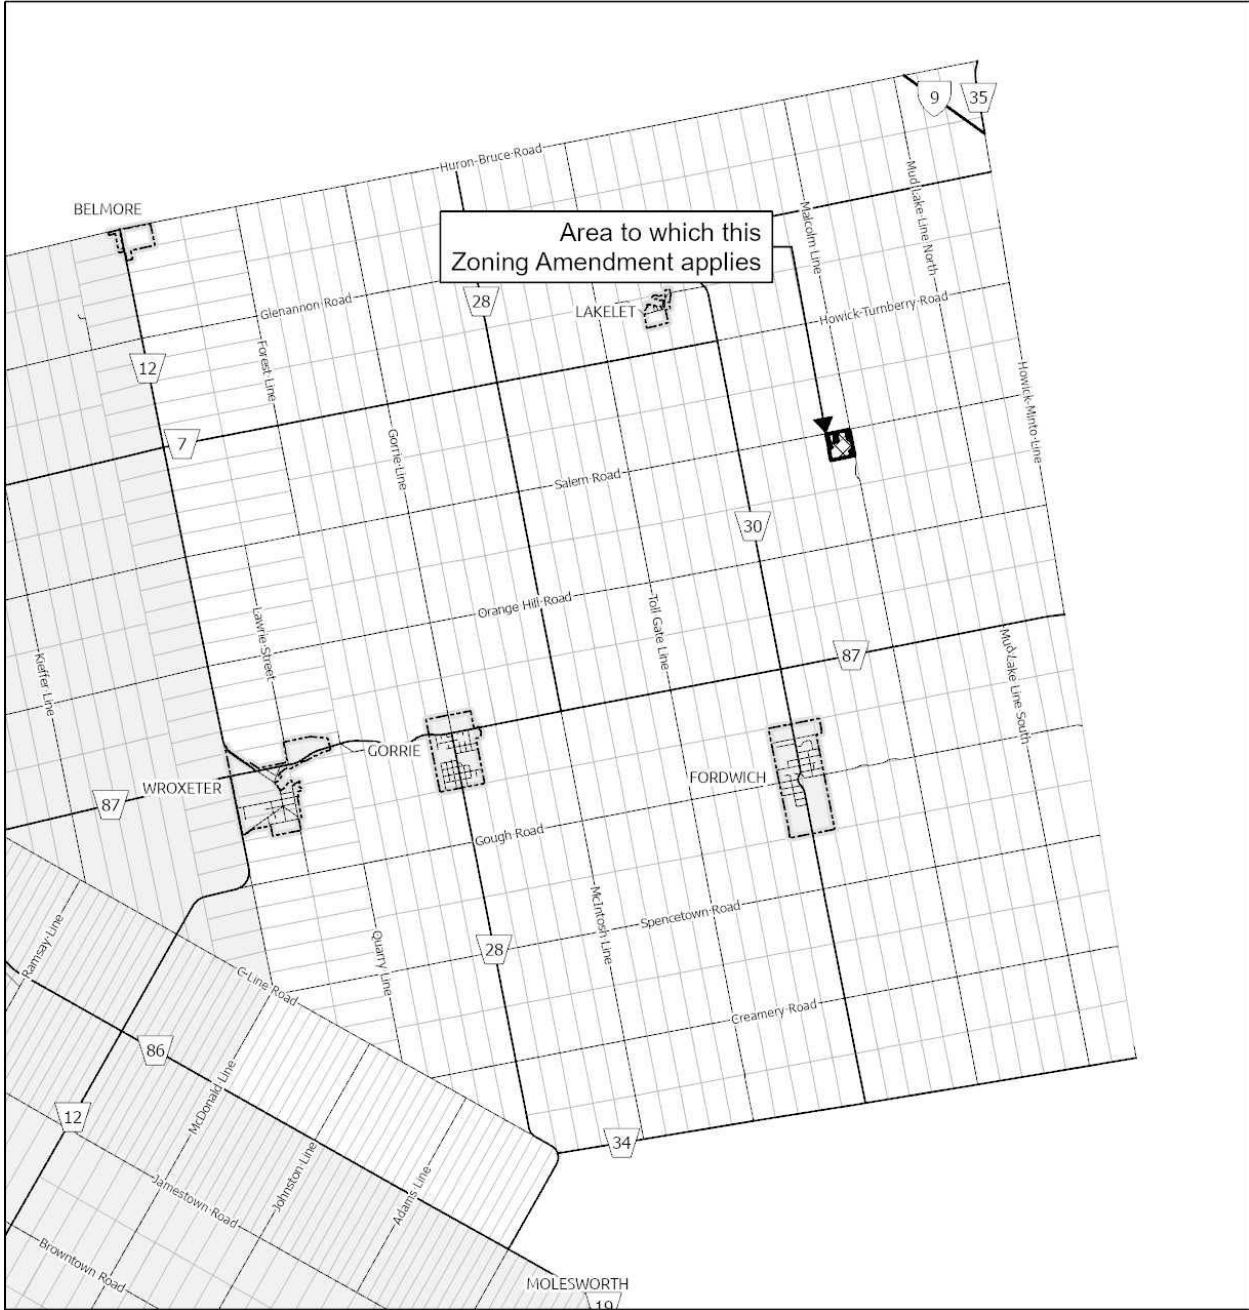 9
35
Huron-Bruce Road
Mud Lake Line North
BELMORE
Malcolm Line
Area to which this
Zoning Amendment applies
28
Glenannon Road
LAKELET
Howick-Turnberry Road
12
Forest Line
Howick-Minto Line
7
Gorrie Line
Salem Road
30
Orange Hill Road
Toll Gate Line
Lawrie Street
Kieffer Line
87
Mud Lake Line South
GORRIE
WROXETER
FORDWICH
87
Gough Road
McIntosh Line
Spencetown Road
Ramsay Line
Quarry Line
28
C-Line Road
Creamery Road
86
McDonald Line
12
34
Johnston Line
Adams Line
Jamestown Road
Browntown Road
MOLESWORTH
19